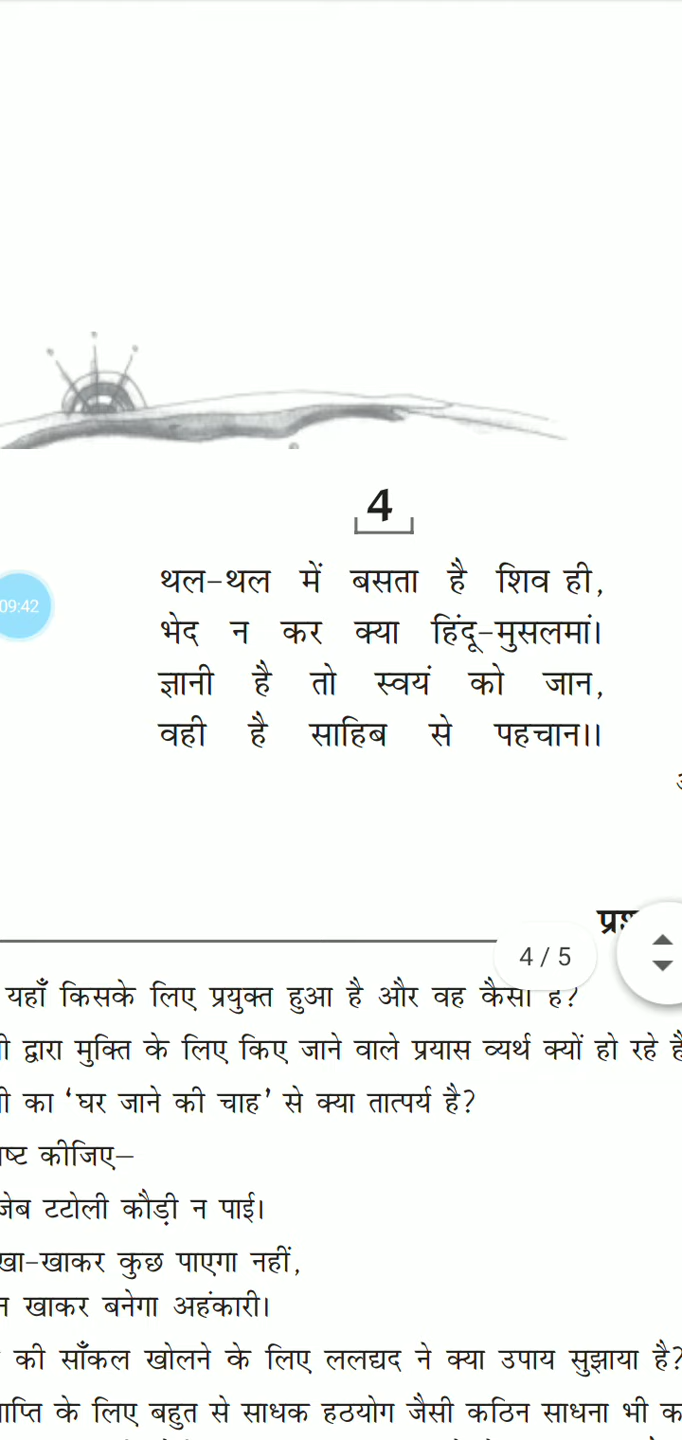 4
थल-थल में बसता है शिव ही,
भेद न कर क्या हिंदू-मुसलमां।
ज्ञानी है तो स्वयं को जान,
वही है साहिब से पहचान।।
09:42
4 / 5
यहाँ किसके लिए प्रयुक्त हुआ है और वह कैसा है?
द्वारा मुक्ति के लिए किए जाने वाले प्रयास व्यर्थ क्यों हो रहे
का ‘घर जाने की चाह’ से क्या तात्पर्य है?
कीजिए–
जेब टटोली कौड़ी न पाई।
खा-खाकर कुछ पाएगा नहीं,
न खाकर बनेगा अहंकारी।
की साँकल खोलने के लिए ललद्यद ने क्या उपाय सुझाया है?
के लिए बहुत से साधक हठयोग जैसी कठिन साधना भी